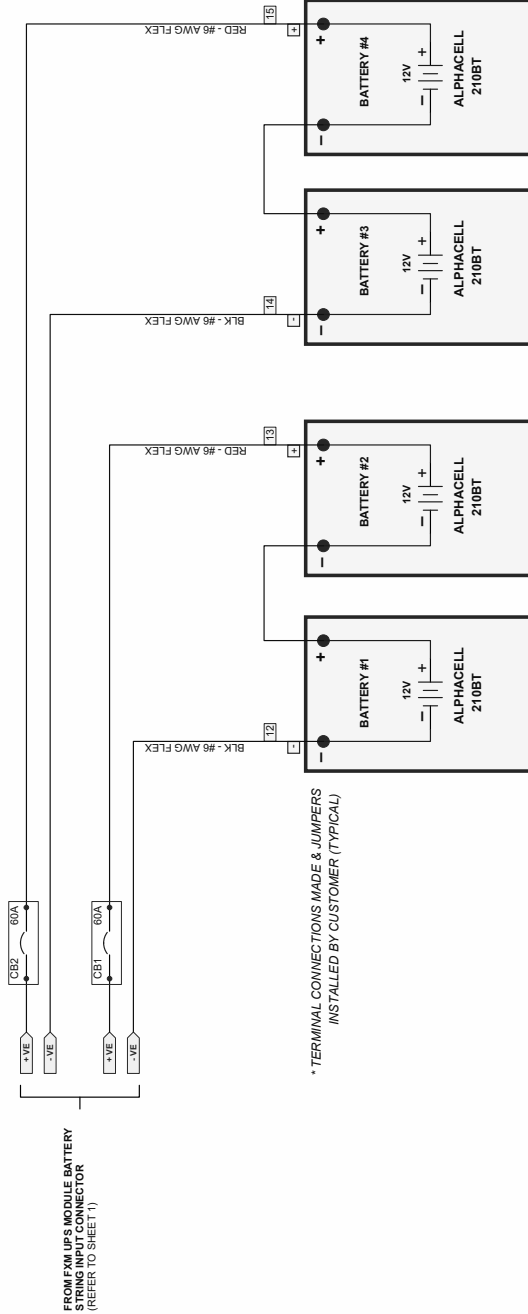 FROM FXM UPS MODULE BATTERY
STRING INPUT CONNECTOR
(REFER TO SHEET 1)
+ VE
- VE
+ VE
- VE
CB2
60A
CB1
60A
* TERMINAL CONNECTIONS MADE & JUMPERS
INSTALLED BY CUSTOMER (TYPICAL)
BLK - #6 AWG FLEX
12
-
RED - #6 AWG FLEX
13
+
BLK - #6 AWG FLEX
14
-
RED - #6 AWG FLEX
15
+
- +
BATTERY #1
12V
- +
ALPHACELL
210BT
- +
BATTERY #2
12V
- +
ALPHACELL
210BT
- +
BATTERY #3
12V
- +
ALPHACELL
210BT
- +
BATTERY #4
12V
- +
ALPHACELL
210BT